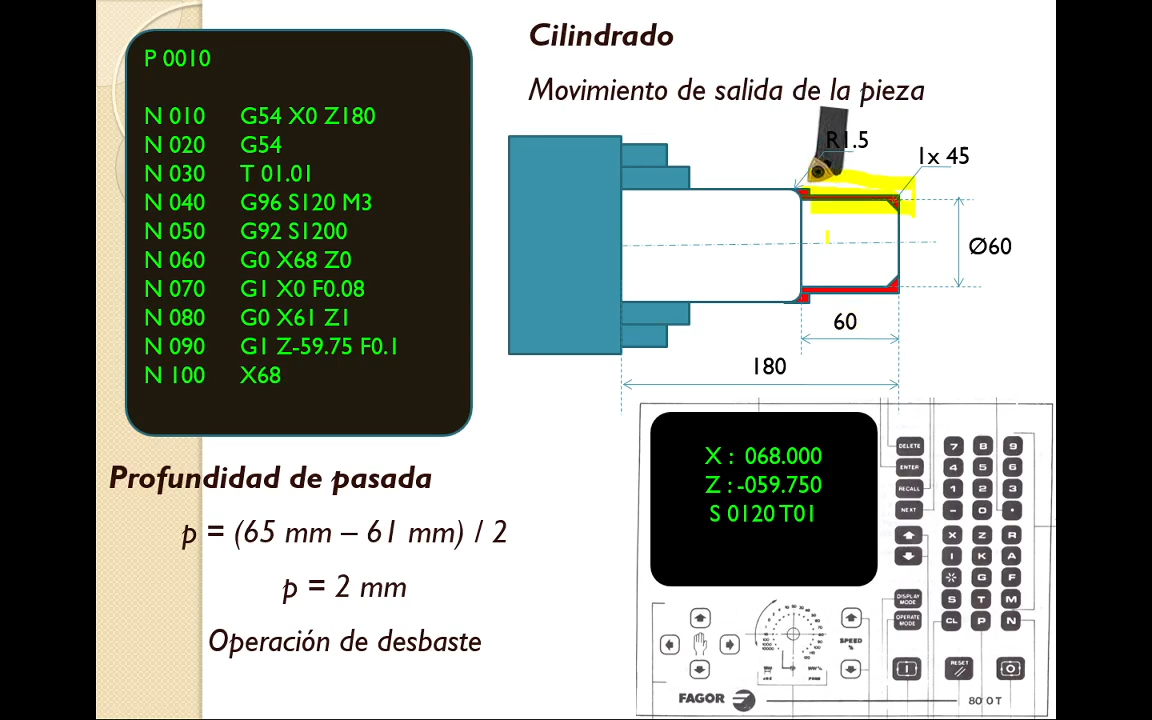 P 0010
N 010 G54 X0 Z180
N 020 G54
N 030 T 01.01
N 040 G96 S120 M3
N 050 G92 S1200
N 060 G0 X68 Z0
N 070 G1 X0 F0.08
N 080 G0 X61 Z1
N 090 G1 Z-59.75 F0.1
N 100 X68
Profundidad de pasada
p = (65 mm – 61 mm) / 2
p = 2 mm
Operación de desbaste
Cilindrado
Movimiento de salida de la pieza
R1.5
1x 45
Ø60
60
180
X : 068.000
Z : -059.750
S 0120 T01
DELETE 7 8 9
ENTER 4 5 6
RECALL 1 2 3
NEXT - 0 .
X Z R
I K A
G F
DISPLAY MODE S T M
OPERATE MODE CL P N
SPEED %
RESET
FAGOR
80 0 T